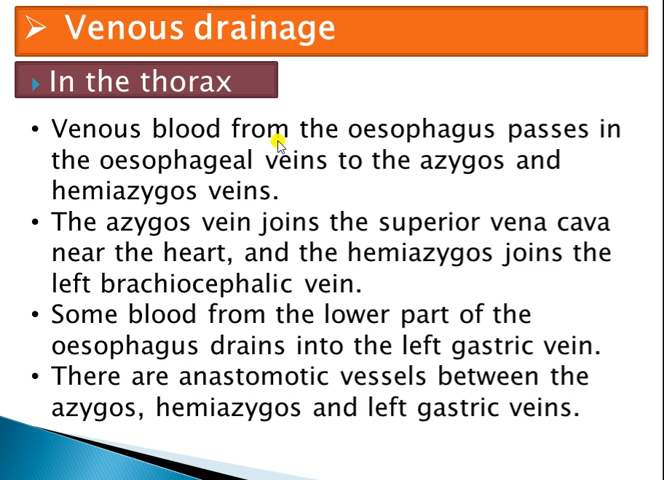 ➢ Venous drainage
In the thorax
• Venous blood from the oesophagus passes in
the oesophageal veins to the azygos and
hemiazygos veins.
• The azygos vein joins the superior vena cava
near the heart, and the hemiazygos joins the
left brachiocephalic vein.
• Some blood from the lower part of the
oesophagus drains into the left gastric vein.
• There are anastomotic vessels between the
azygos, hemiazygos and left gastric veins.